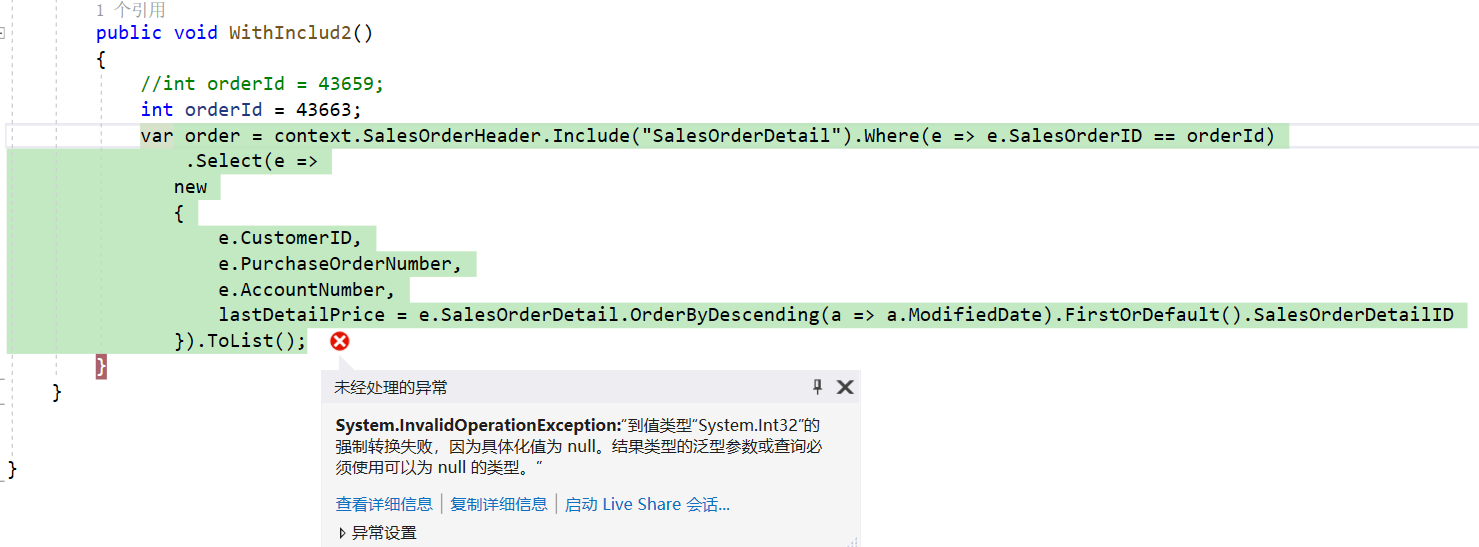 1 个引用
public void WithInclud2()
{
//int orderId = 43659;
int orderId = 43663;
var order = context.SalesOrderHeader.Include("SalesOrderDetail").Where(e => e.SalesOrderID == orderId)
.Select(e =>
new
{
e.CustomerID,
e.PurchaseOrderNumber,
e.AccountNumber,
lastDetailPrice = e.SalesOrderDetail.OrderByDescending(a => a.ModifiedDate).FirstOrDefault().SalesOrderDetailID
}).ToList();
}
}
}
未经处理的异常
System.InvalidOperationException:“到值类型“System.Int32”的
强制转换失败，因为具体化值为 null。结果类型的泛型参数或查询必
须使用可以为 null 的类型。”
查看详细信息 | 复制详细信息 | 启动 Live Share 会话...
异常设置